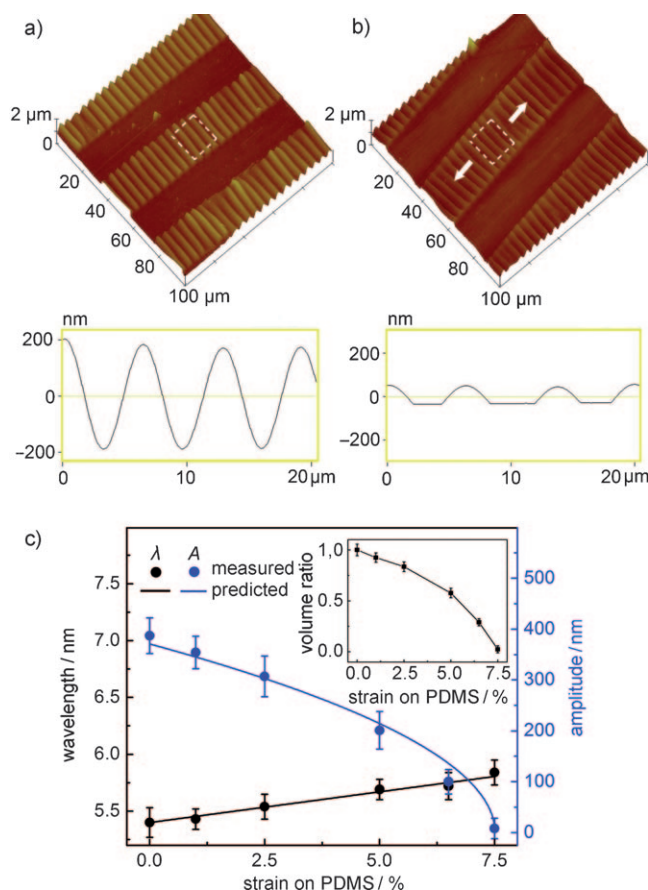 a)
b)
2 μm
0
20
40
60
80
100 μm
2 μm
0
20
40
60
80
100 μm
nm
200
0
−200
0
10
20 μm
nm
200
0
−200
0
10
20 μm
c)
λ A
measured
predicted
wavelength / nm
7.5
7.0
6.5
6.0
5.5
volume ratio
1,0
0.5
0.0
0.0 2.5 5.0 7.5
strain on PDMS / %
amplitude / nm
500
400
300
200
100
0
0.0 2.5 5.0 7.5
strain on PDMS / %